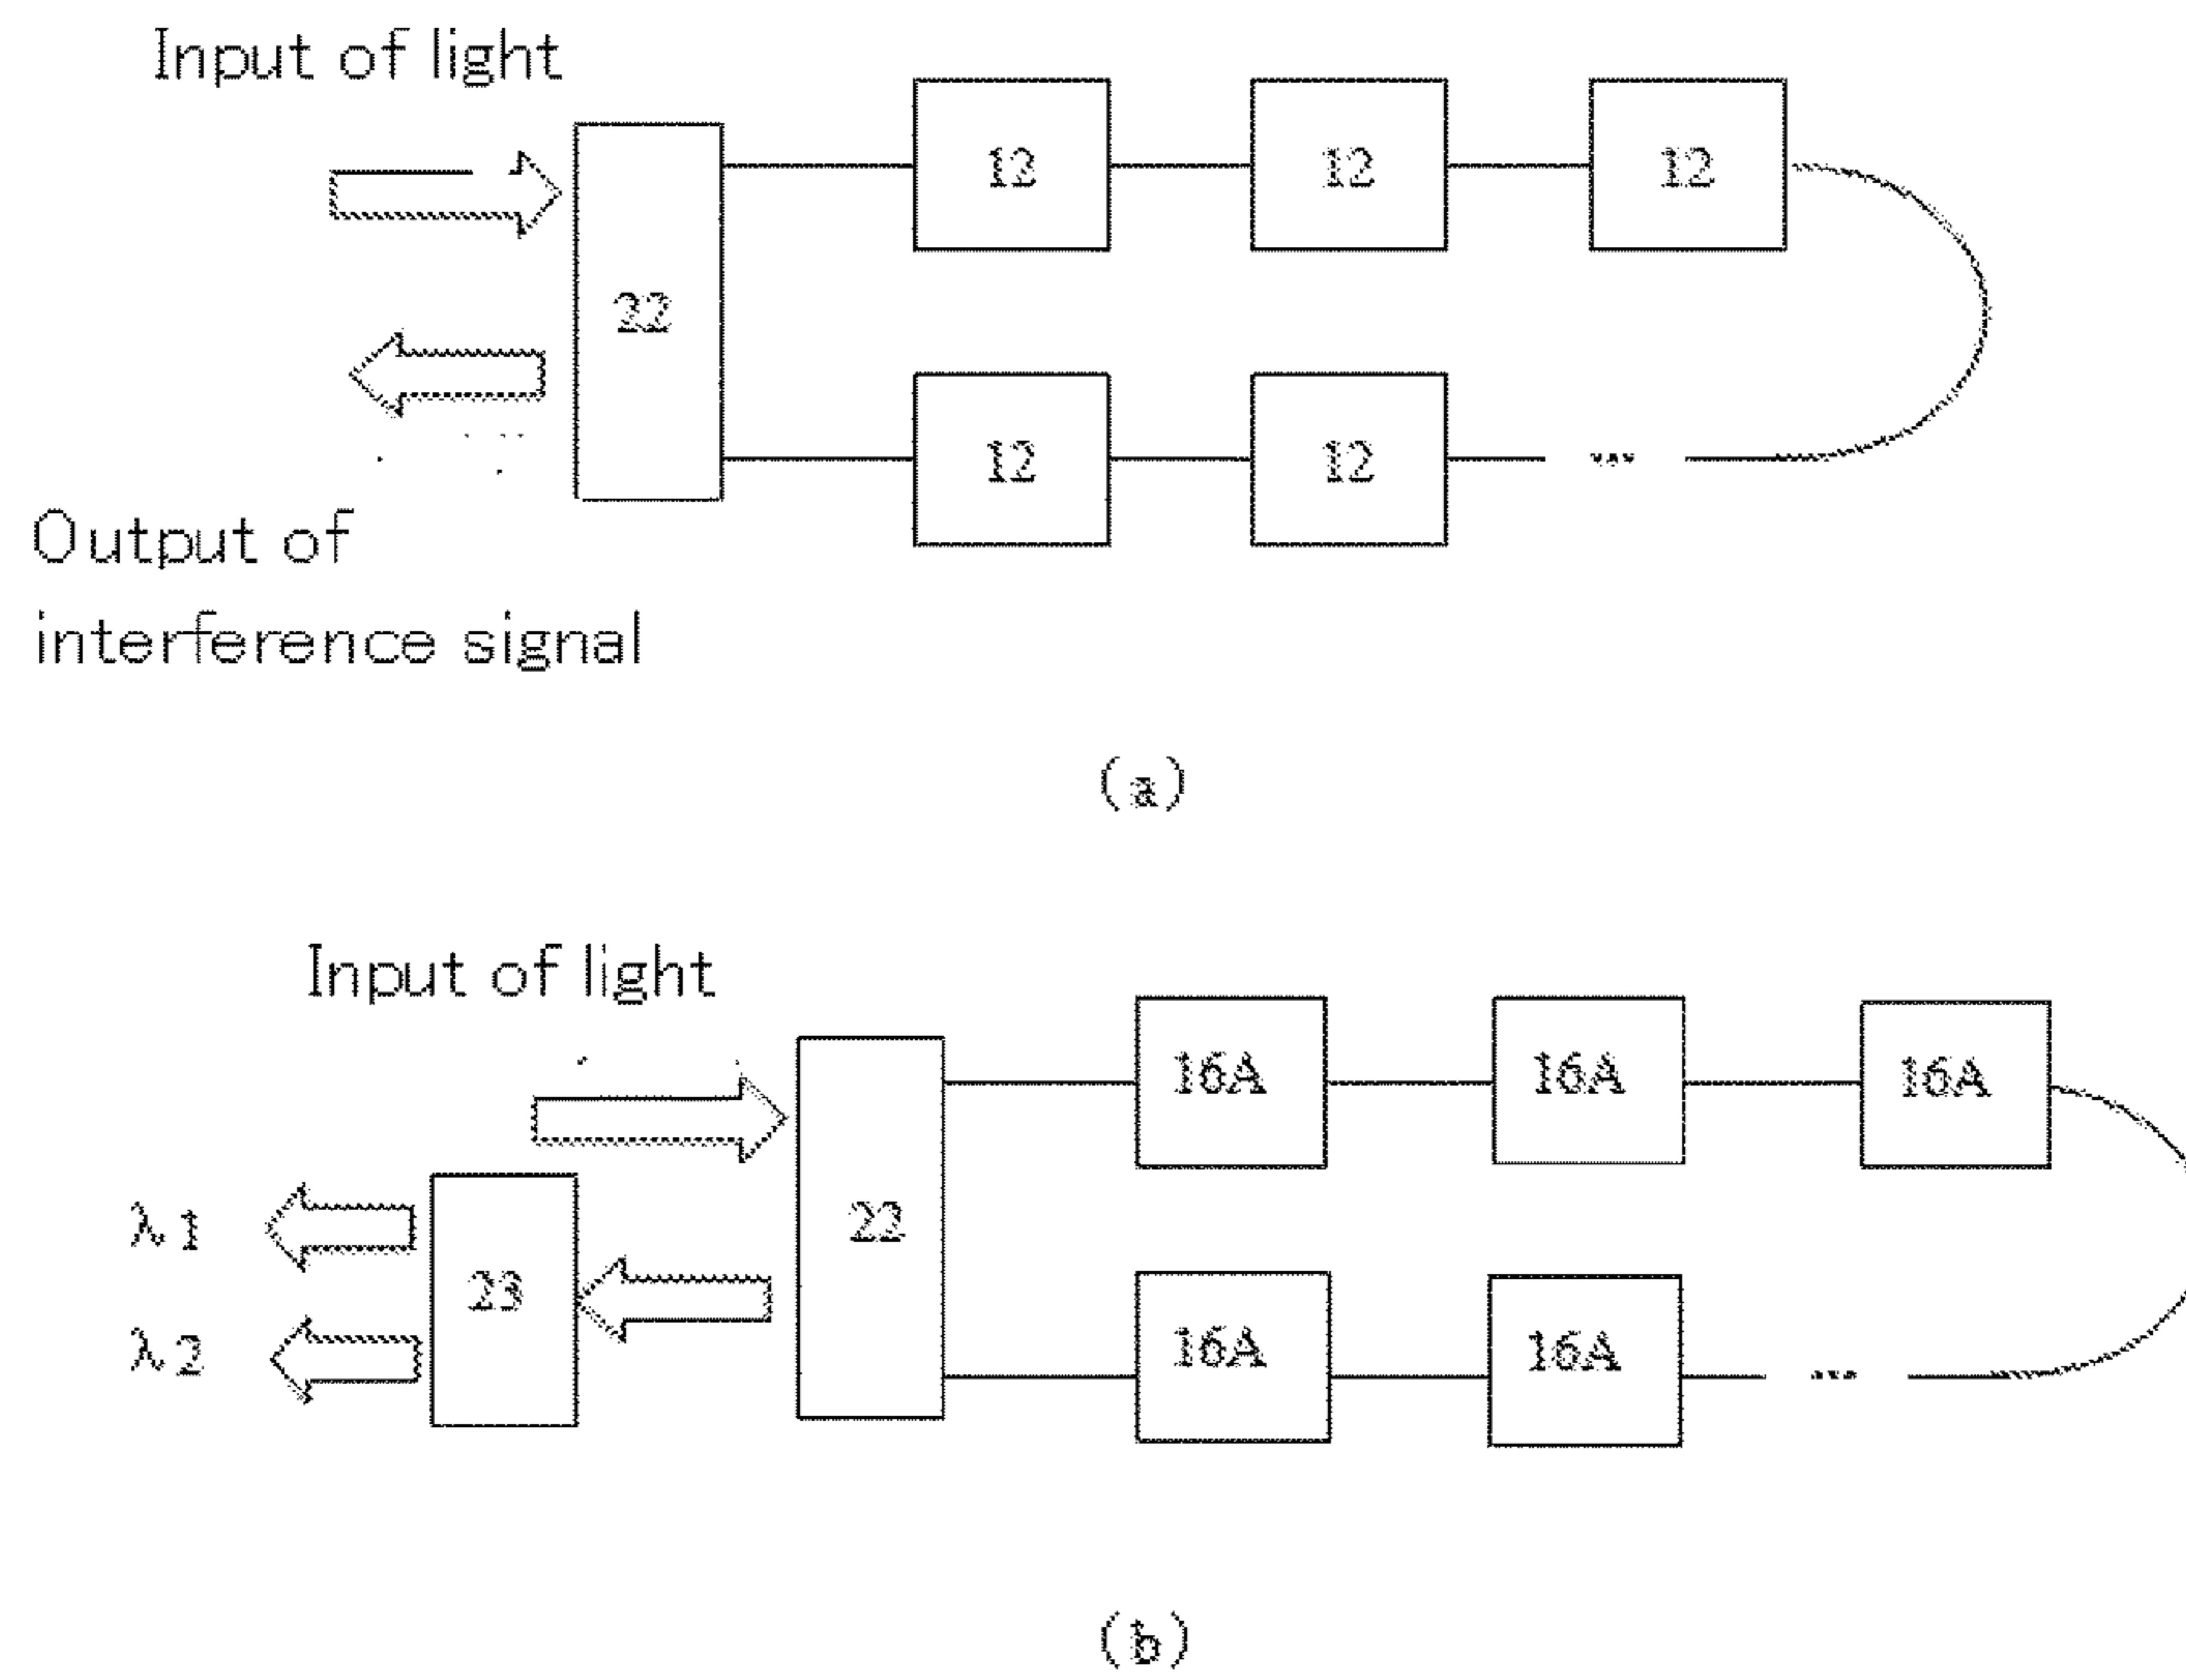 Input of light
12 12 12
22
12 12 ...
Output of
interference signal
(a)
Input of light
16A 16A 16A
λ1 22
23
λ2 16A 16A ...
(b)